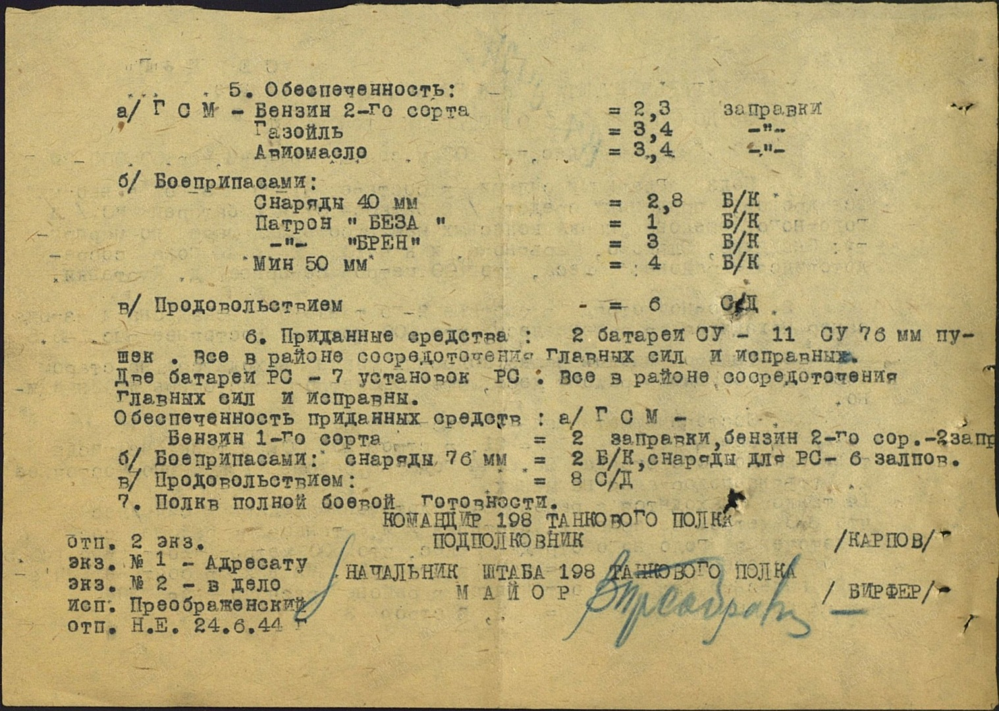 5. Обеспеченность:
а/ Г С М - Бензин 2-го сорта = 2,3 заправки
Газойль = 3,4 -"-
Авиомасло = 3,4 -"-
б/ Боеприпасами:
Снаряды 40 мм = 2,8 Б/К
Патрон " БЕЗА " = 1 Б/К
-"- "БРЕН" = 3 Б/К
Мин 50 мм = 4 Б/К
в/ Продовольствием - = 6 С/Д
6. Приданные средства : 2 батареи СУ - 11 СУ 76 мм пу-
шек . Все в районе сосредоточения главных сил и исправных.
Две батареи РС - 7 установок РС . Все в районе сосредоточения
главных сил и исправны.
Обеспеченность приданных средств : а/ Г С М -
Бензин 1-го сорта = 2 заправки,бензин 2-го сор.-2запр
б/ Боеприпасами: снаряды 76 мм = 2 Б/К,снаряды для РС- 6 залпов.
в/ Продовольствием: = 8 С/Д
7. Полкв полной боевой готовности.
КОМАНДИР 198 ТАНКОВОГО ПОЛКА
ПОДПОЛКОВНИК /КАРПОВ/
НАЧАЛЬНИК ШТАБА 198 ТАНКОВОГО ПОЛКА
М А Й О Р / БИРФЕР/-
отп. 2 экз.
экз. № 1 - Адресату
экз. № 2 - в дело
исп. Преображенский
отп. Н.Е. 24.6.44 г